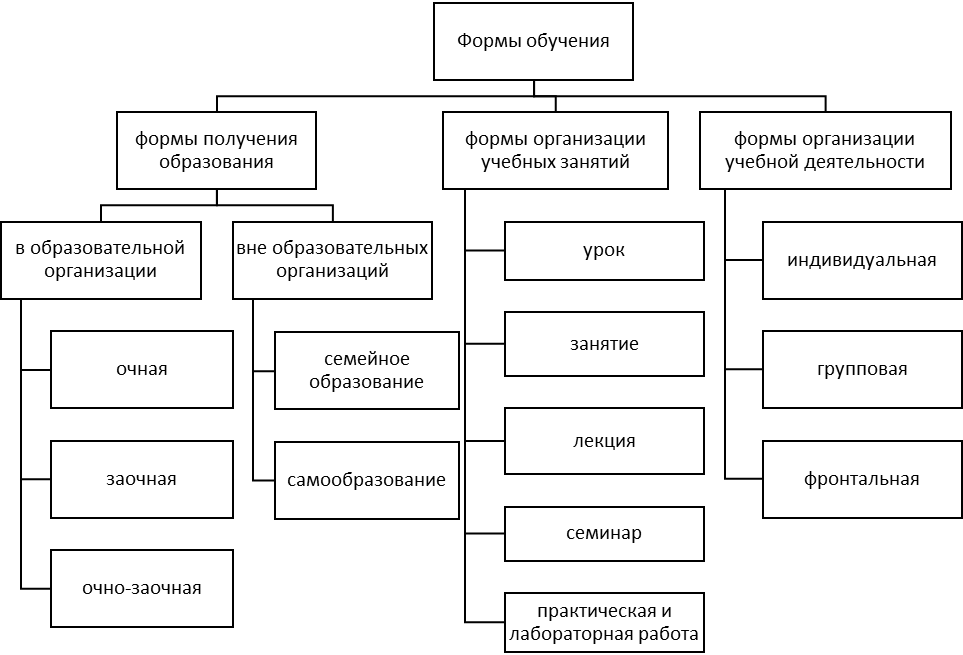 Формы обучения
формы получения
образования
формы организации
учебных занятий
формы организации
учебной деятельности
в образовательной
организации
вне образовательных
организаций
очная
заочная
очно-заочная
семейное
образование
самообразование
урок
занятие
лекция
семинар
практическая и
лабораторная работа
индивидуальная
групповая
фронтальная